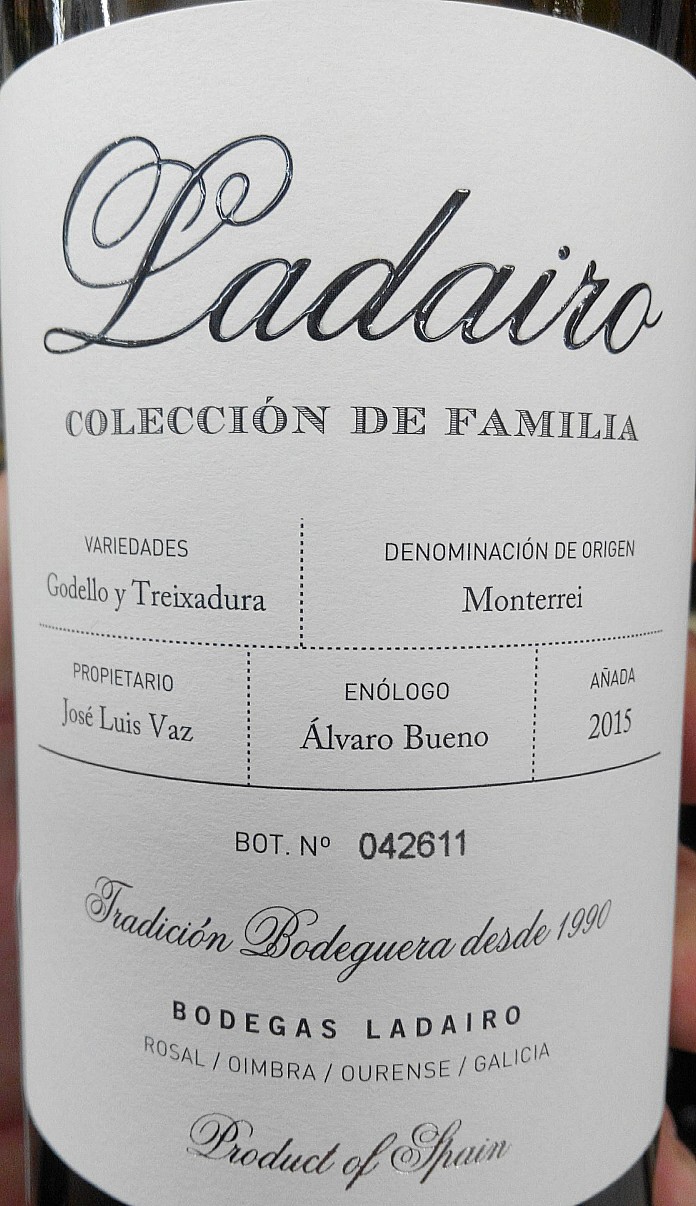 Ladairo
COLECCIÓN DE FAMILIA
VARIEDADES
Godello y Treixadura
DENOMINACIÓN DE ORIGEN
Monterrei
PROPIETARIO
José Luis Vaz
ENÓLOGO
Álvaro Bueno
AÑADA
2015
BOT. Nº 042611
Tradición Bodeguera desde 1990
BODEGAS LADAIRO
ROSAL / OIMBRA / OURENSE / GALICIA
Product of Spain